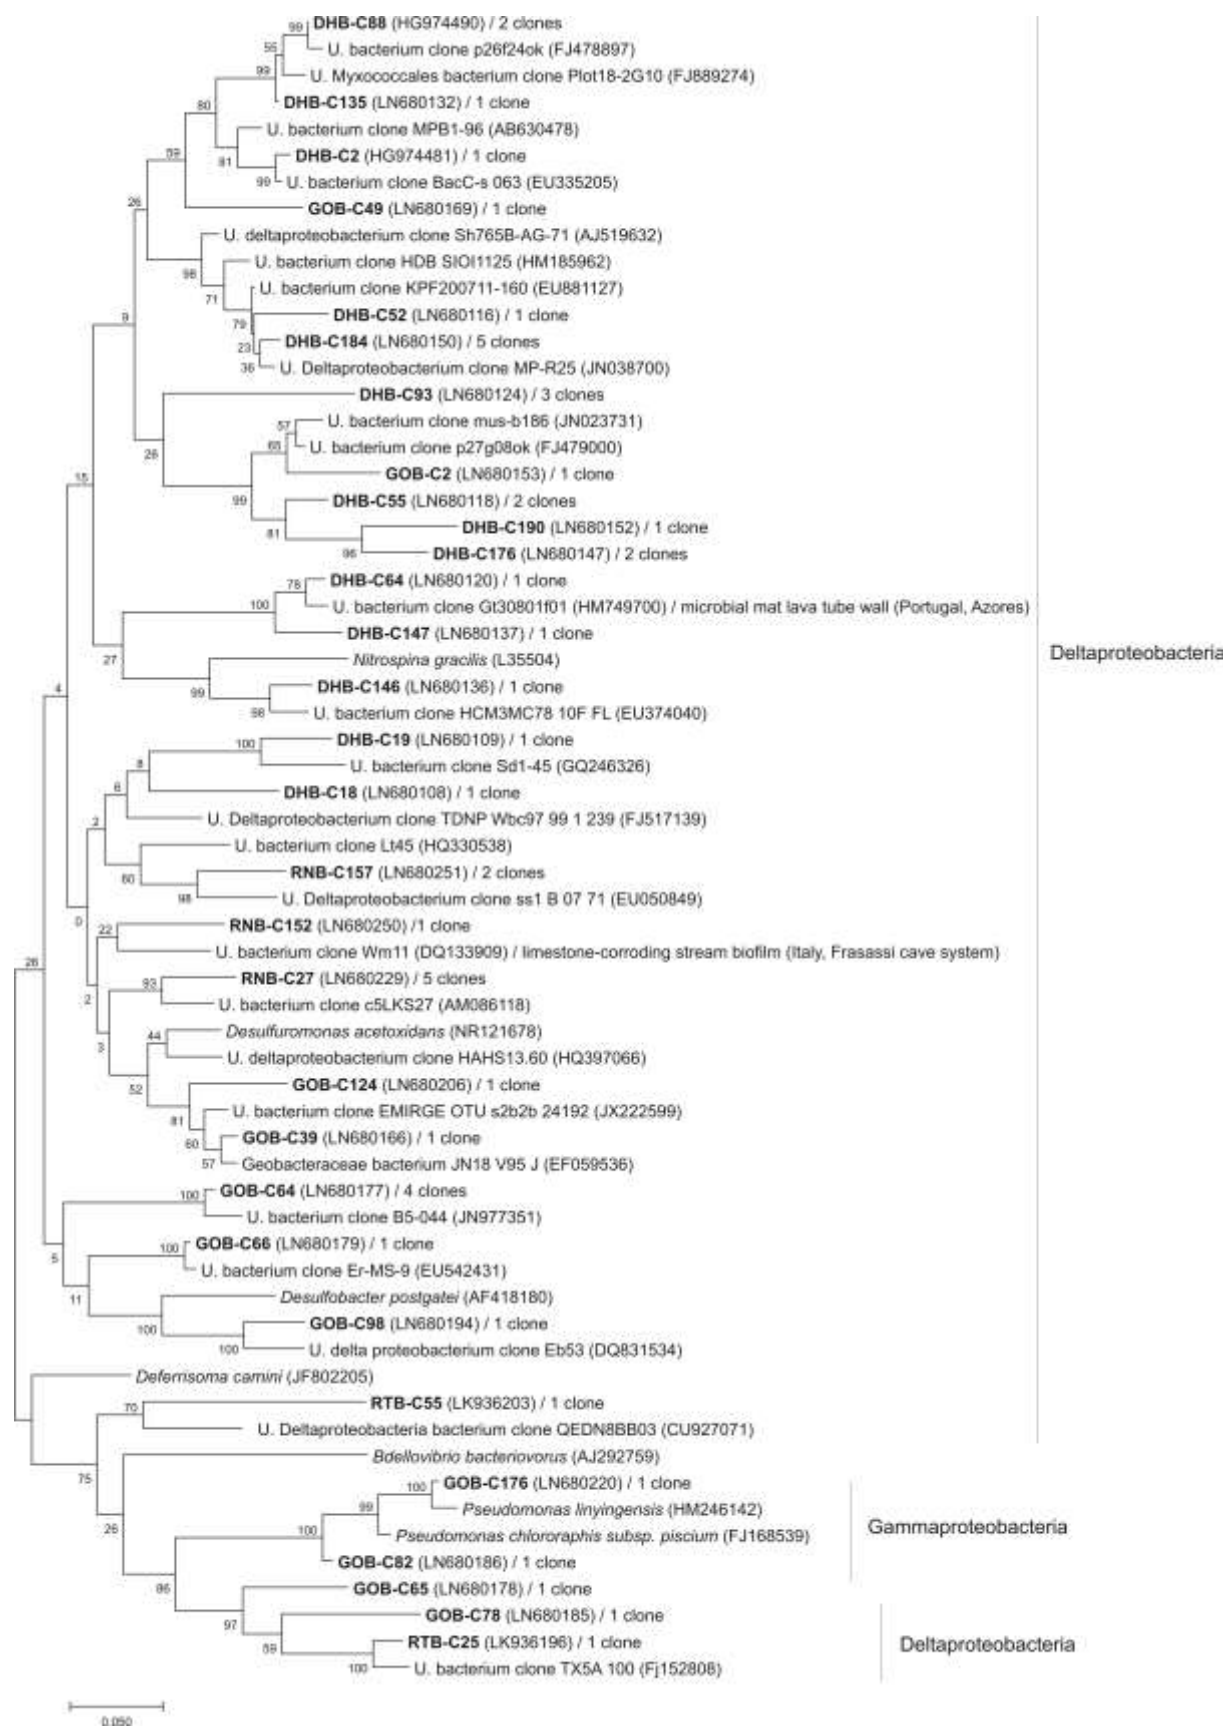 99
DHB-C88 (HG974490) / 2 clones
55
U. bacterium clone p26f24ok (FJ478897)
99
U. Myxococcales bacterium clone Plot18-2G10 (FJ889274)
80
DHB-C135 (LN680132) / 1 clone
U. bacterium clone MPB1-96 (AB630478)
59
81
DHB-C2 (HG974481) / 1 clone
99
U. bacterium clone BacC-s 063 (EU335205)
26
GOB-C49 (LN680169) / 1 clone
U. deltaproteobacterium clone Sh765B-AG-71 (AJ519632)
98
U. bacterium clone HDB SIOI1125 (HM185962)
71
U. bacterium clone KPF200711-160 (EU881127)
9
79
DHB-C52 (LN680116) / 1 clone
23
DHB-C184 (LN680150) / 5 clones
36
U. Deltaproteobacterium clone MP-R25 (JN038700)
DHB-C93 (LN680124) / 3 clones
57
U. bacterium clone mus-b186 (JN023731)
26
65
U. bacterium clone p27g08ok (FJ479000)
15
GOB-C2 (LN680153) / 1 clone
99
DHB-C55 (LN680118) / 2 clones
81
DHB-C190 (LN680152) / 1 clone
96
DHB-C176 (LN680147) / 2 clones
78
DHB-C64 (LN680120) / 1 clone
100
U. bacterium clone Gt30801f01 (HM749700) / microbial mat lava tube wall (Portugal, Azores)
DHB-C147 (LN680137) / 1 clone
27
Nitrospina gracilis (L35504)
Deltaproteobacteria
4
99
DHB-C146 (LN680136) / 1 clone
98
U. bacterium clone HCM3MC78 10F FL (EU374040)
100
DHB-C19 (LN680109) / 1 clone
8
U. bacterium clone Sd1-45 (GQ246326)
6
DHB-C18 (LN680108) / 1 clone
2
U. Deltaproteobacterium clone TDNP Wbc97 99 1 239 (FJ517139)
U. bacterium clone Lt45 (HQ330538)
60
RNB-C157 (LN680251) / 2 clones
98
U. Deltaproteobacterium clone ss1 B 07 71 (EU050849)
0
22
RNB-C152 (LN680250) /1 clone
26
U. bacterium clone Wm11 (DQ133909) / limestone-corroding stream biofilm (Italy, Frasassi cave system)
2
93
RNB-C27 (LN680229) / 5 clones
U. bacterium clone c5LKS27 (AM086118)
3
44
Desulfuromonas acetoxidans (NR121678)
U. deltaproteobacterium clone HAHS13.60 (HQ397066)
52
GOB-C124 (LN680206) / 1 clone
81
U. bacterium clone EMIRGE OTU s2b2b 24192 (JX222599)
60
GOB-C39 (LN680166) / 1 clone
57
Geobacteraceae bacterium JN18 V95 J (EF059536)
100
GOB-C64 (LN680177) / 4 clones
U. bacterium clone B5-044 (JN977351)
5
100
GOB-C66 (LN680179) / 1 clone
U. bacterium clone Er-MS-9 (EU542431)
11
Desulfobacter postgatei (AF418180)
100
GOB-C98 (LN680194) / 1 clone
100
U. delta proteobacterium clone Eb53 (DQ831534)
Deferrisoma camini (JF802205)
70
RTB-C55 (LK936203) / 1 clone
U. Deltaproteobacteria bacterium clone QEDN8BB03 (CU927071)
75
Bdellovibrio bacteriovorus (AJ292759)
100
GOB-C176 (LN680220) / 1 clone
99
Pseudomonas linyingensis (HM246142)
26
100
Pseudomonas chlororaphis subsp. piscium (FJ168539)
Gammaproteobacteria
GOB-C82 (LN680186) / 1 clone
86
GOB-C65 (LN680178) / 1 clone
97
GOB-C78 (LN680185) / 1 clone
59
RTB-C25 (LK936196) / 1 clone
Deltaproteobacteria
100
U. bacterium clone TX5A 100 (Fj152808)
0.050